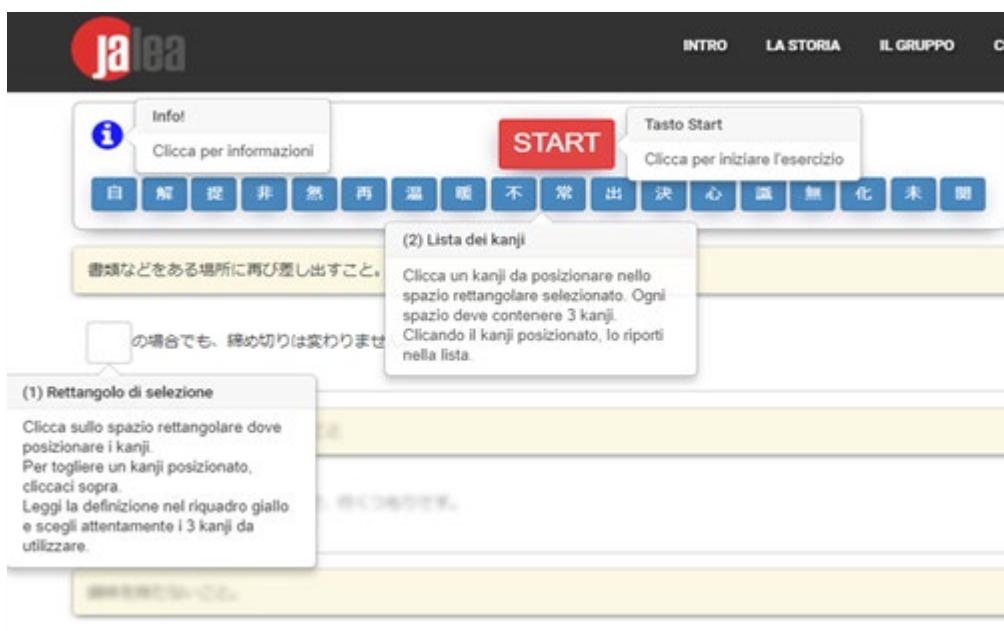 jalea
INTRO LA STORIA IL GRUPPO C
Info!
Clicca per informazioni
START
Tasto Start
Clicca per iniziare l'esercizio
自 解 提 非 然 再 温 暖 不 常 出 決 心 識 無 化 未 関
(2) Lista dei kanji
Clicca un kanji da posizionare nello
spazio rettangolare selezionato. Ogni
spazio deve contenere 3 kanji.
Clicando il kanji posizionato, lo riporti
nella lista.
書類などをある場所に再び差し出すこと。
の場合でも、締め切りは変わりませ
(1) Rettangolo di selezione
Clicca sullo spazio rettangolare dove
posizionare i kanji.
Per togliere un kanji posizionato,
cliccaci sopra.
Leggi la definizione nel riquadro giallo
e scegli attentamente i 3 kanji da
utilizzare.